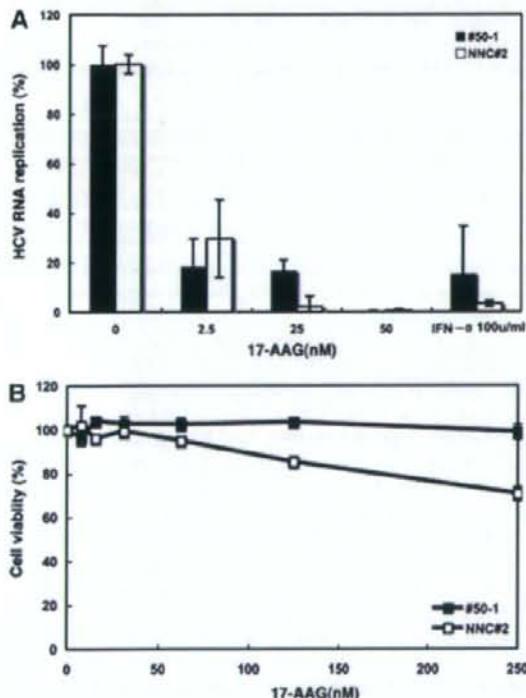 A
120
100
80
60
40
20
0
HCV RNA replication (%)
#50-1
NNC#2
0 2.5 25 50 IFN-α 100u/ml
17-AAG(nM)
B
120
100
80
60
40
20
0
Cell viablity (%)
#50-1
NNC#2
0 50 100 150 200 250
17-AAG(nM)